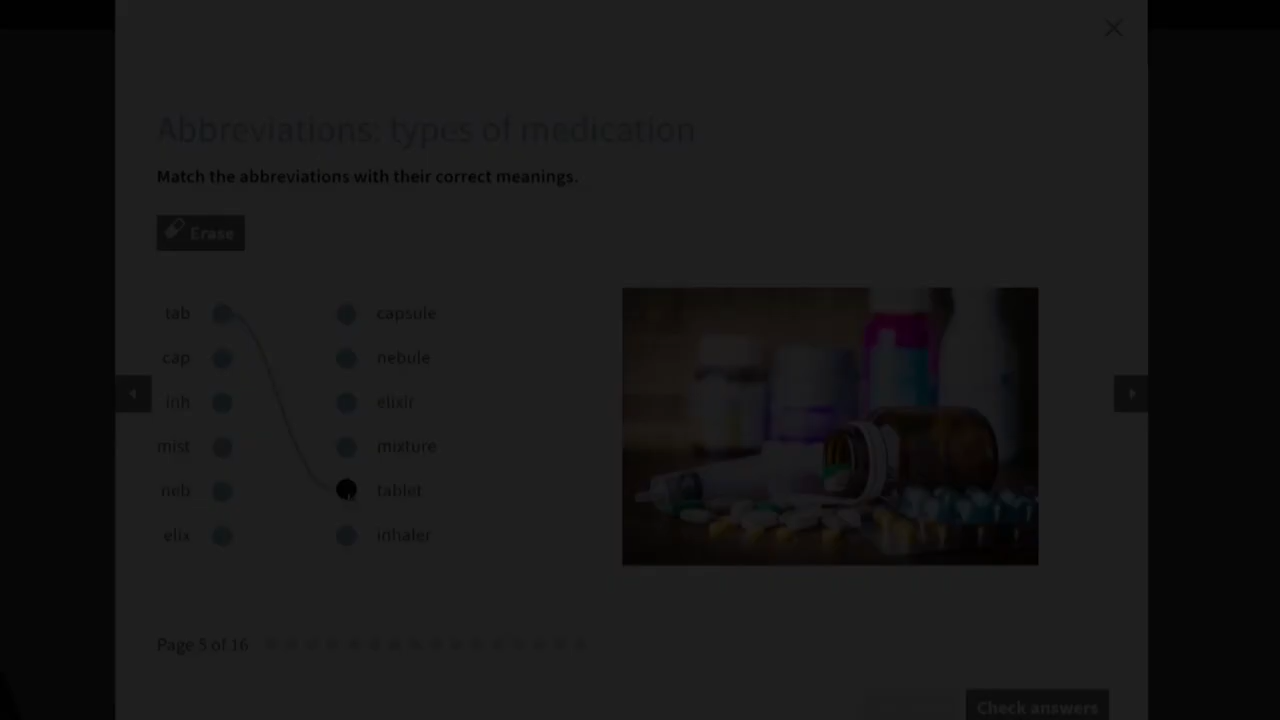 Abbreviations: types of medication
Match the abbreviations with their correct meanings.
Erase
tab capsule
cap nebule
inh elixir
mist mixture
neb tablet
elix inhaler
Page 5 of 16
Check answers